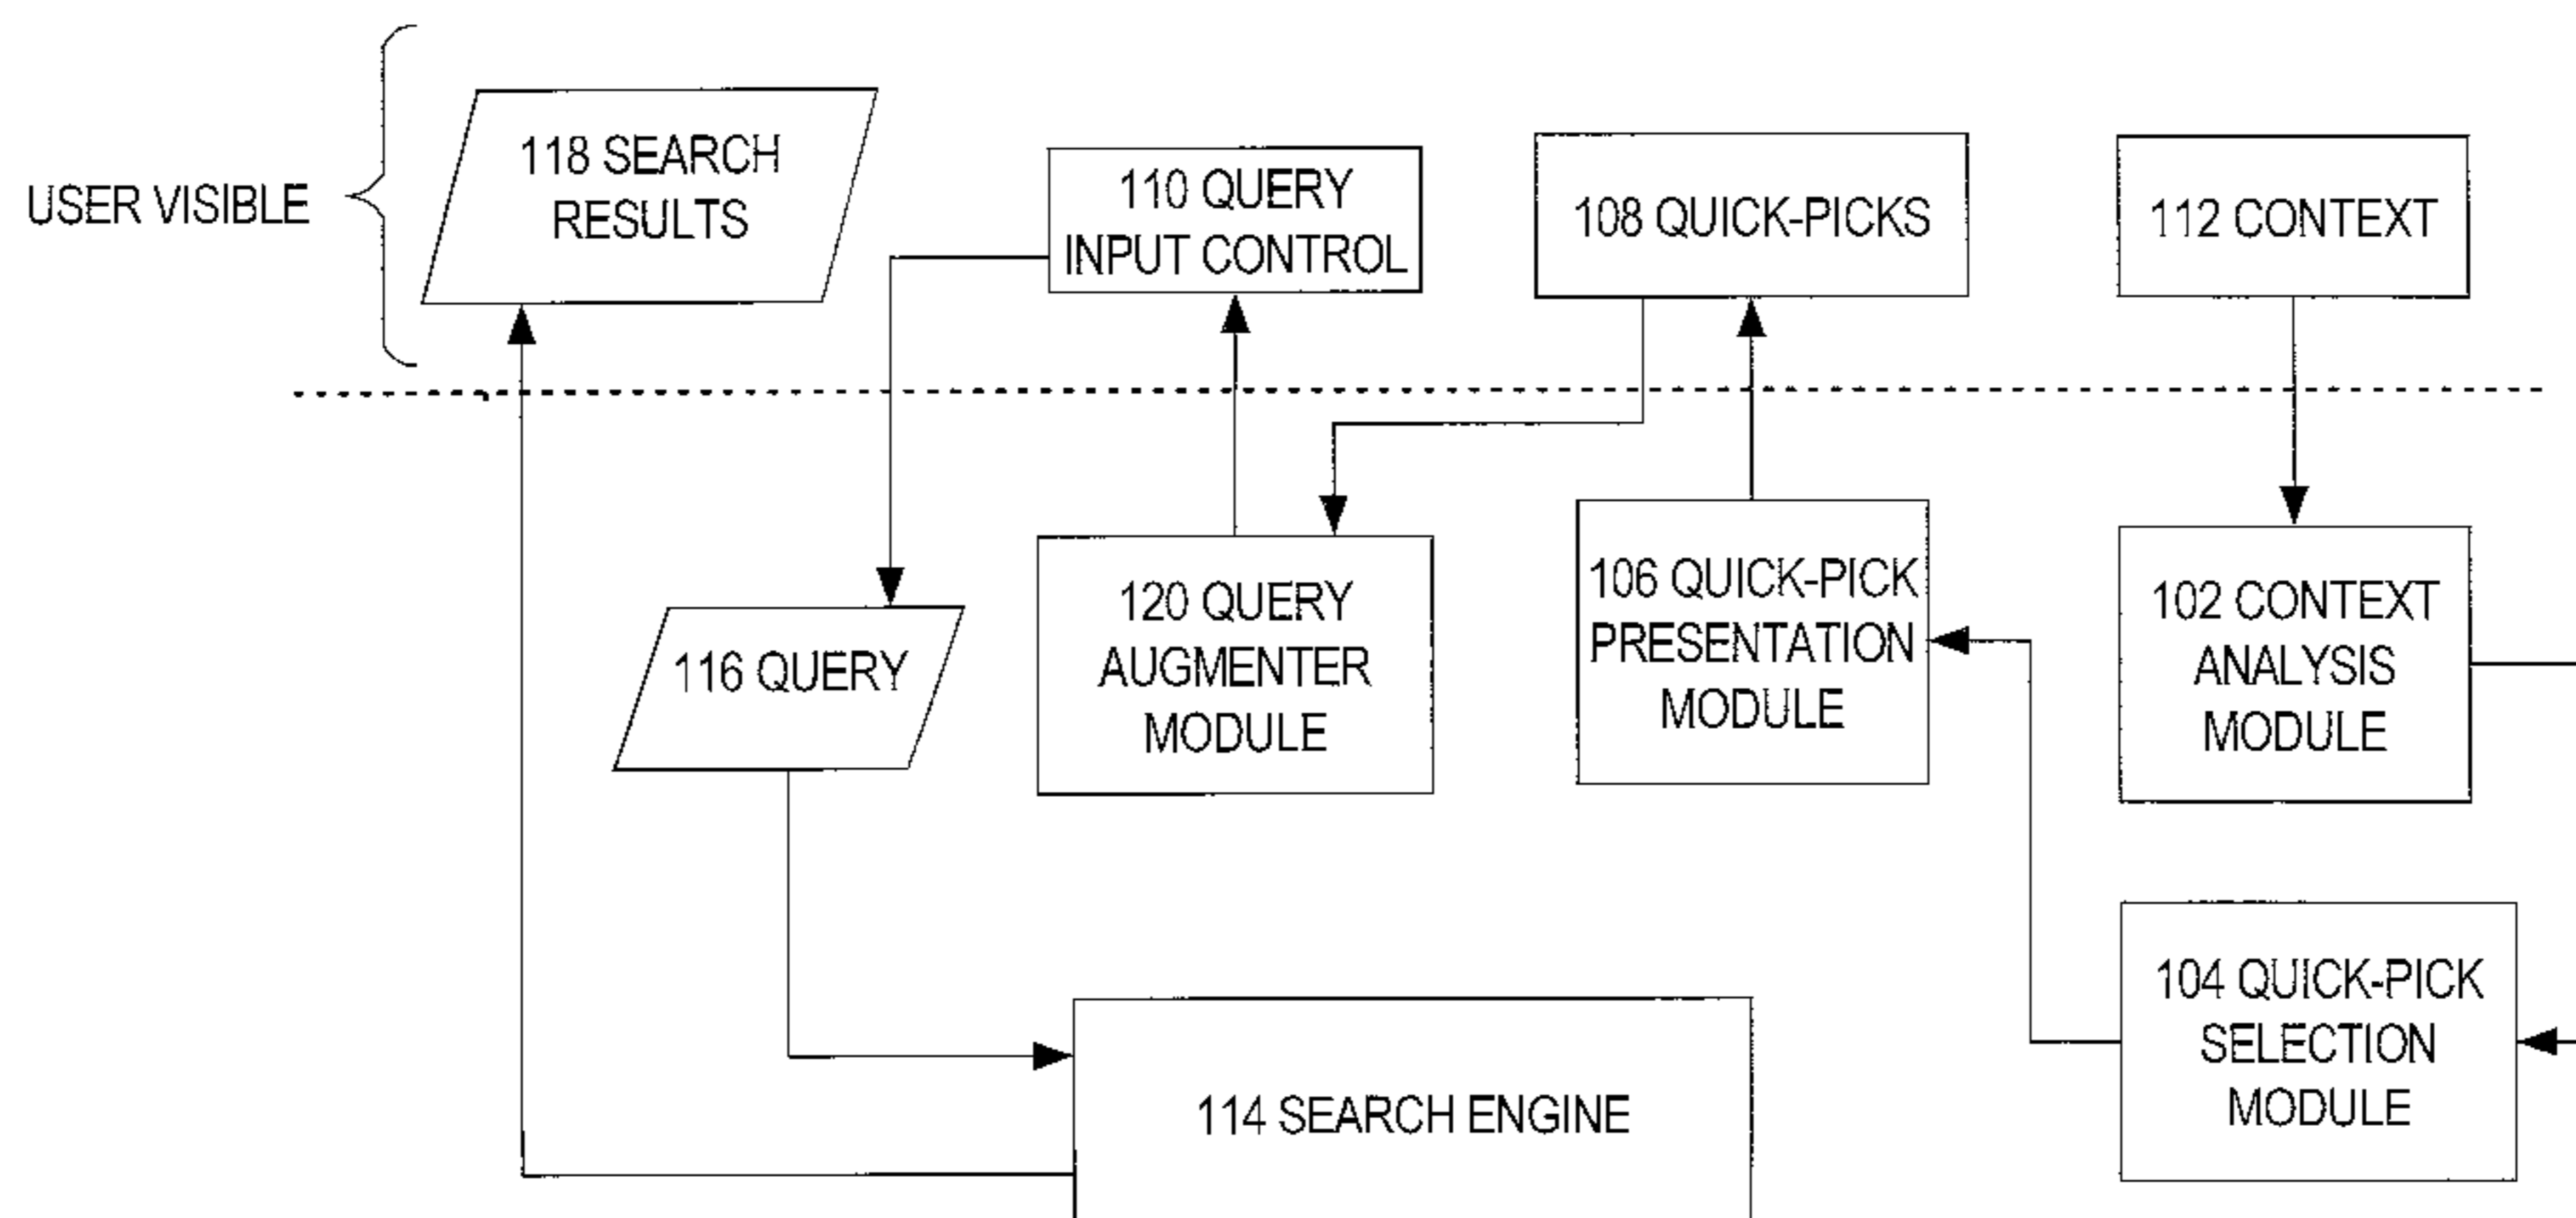 USER VISIBLE
118 SEARCH
RESULTS
110 QUERY
INPUT CONTROL
108 QUICK-PICKS
112 CONTEXT
116 QUERY
120 QUERY
AUGMENTER
MODULE
106 QUICK-PICK
PRESENTATION
MODULE
102 CONTEXT
ANALYSIS
MODULE
114 SEARCH ENGINE
104 QUICK-PICK
SELECTION
MODULE